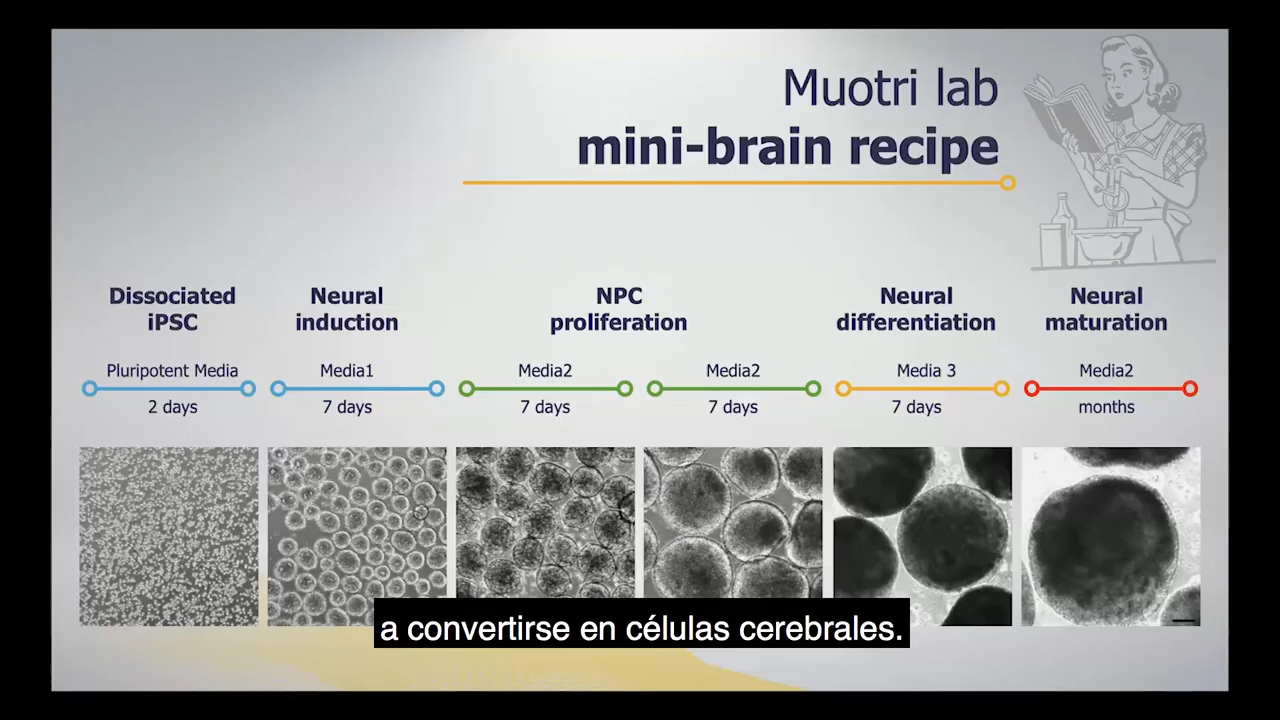 Muotri lab
mini-brain recipe
Dissociated
iPSC
Neural
induction
NPC
proliferation
Neural
differentiation
Neural
maturation
Pluripotent Media
Media1
Media2
Media2
Media 3
Media2
2 days
7 days
7 days
7 days
7 days
months
a convertirse en células cerebrales.